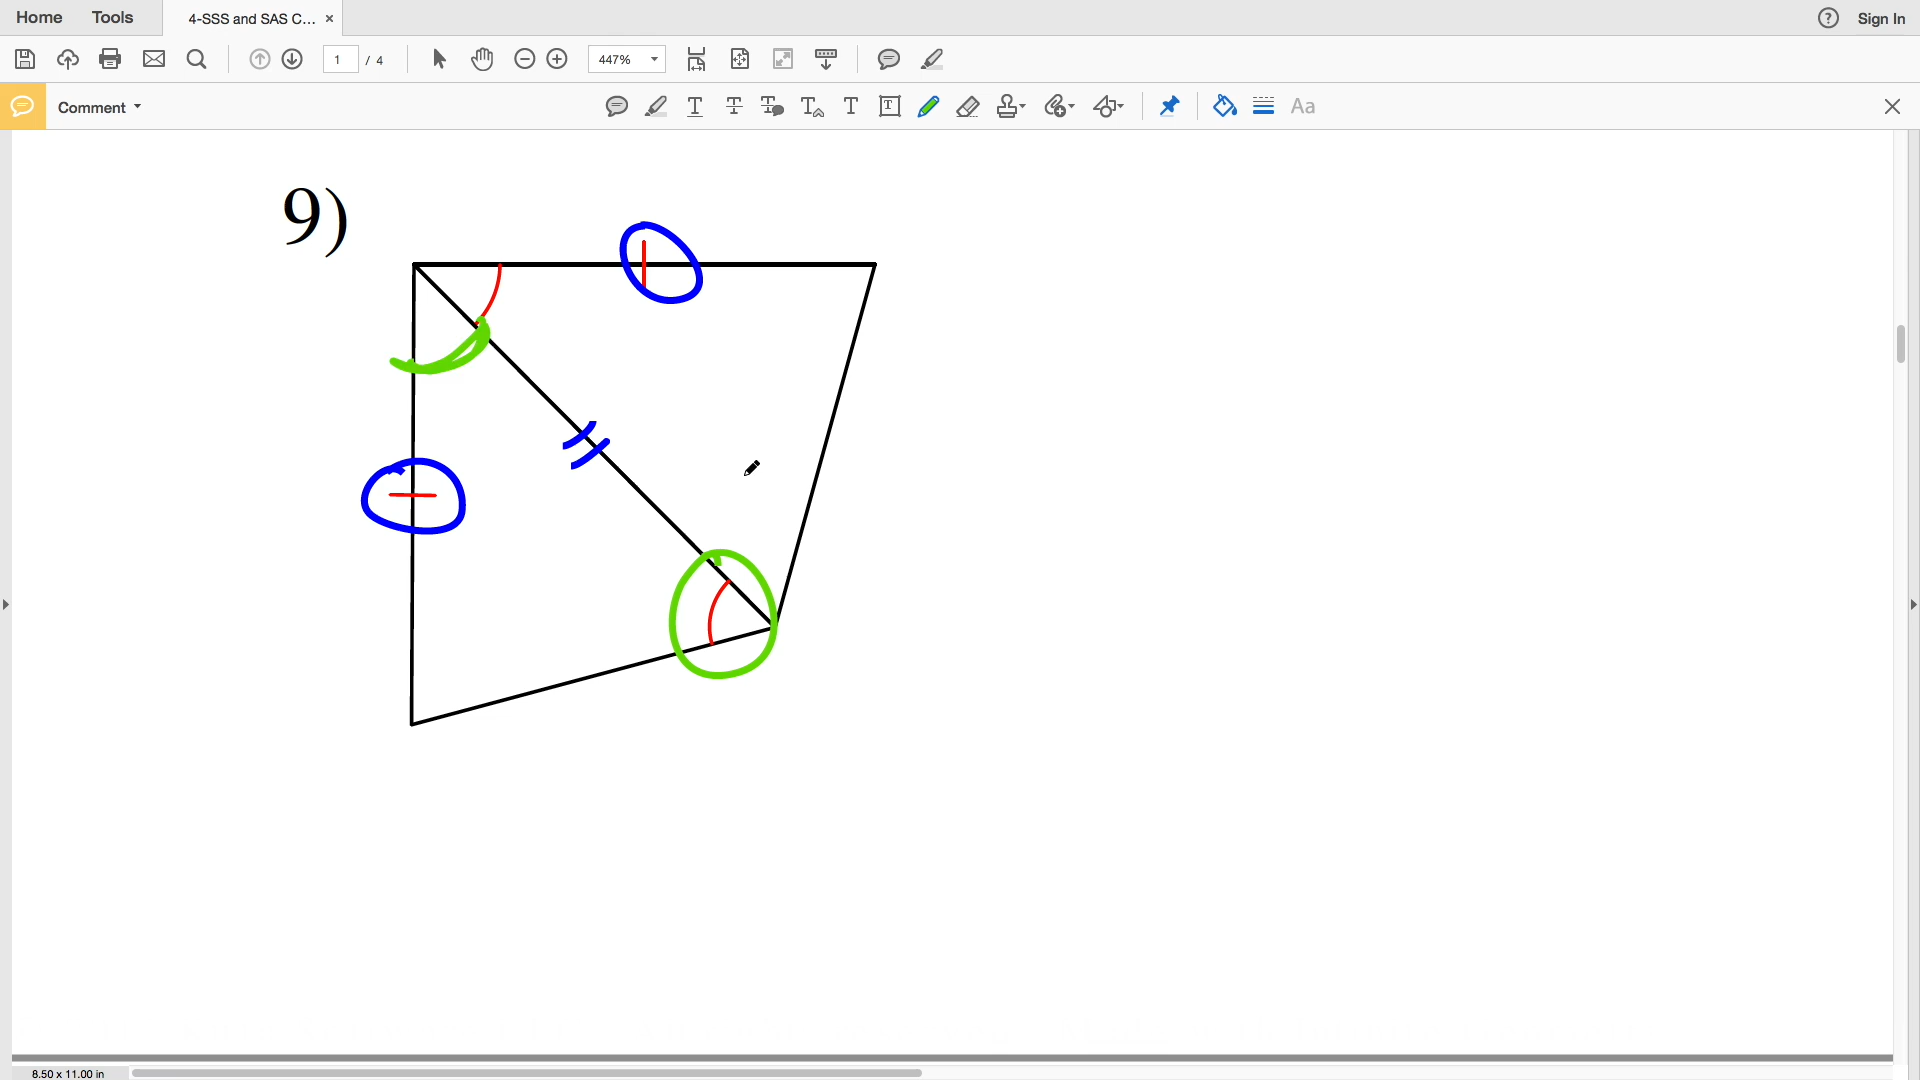 Home Tools 4-SSS and SAS C... × ? Sign In
1 / 4 447%
Comment T T T T T T Aa
9)
8.50 x 11.00 in